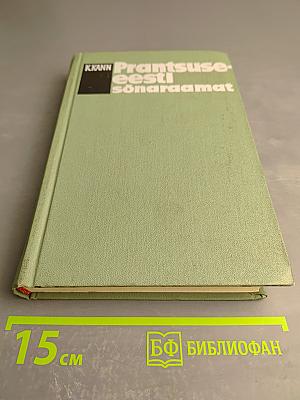 K.KANN
Prantsuse-
eesti
sõnaraamat
15 см
БФ БИБЛИОФАН